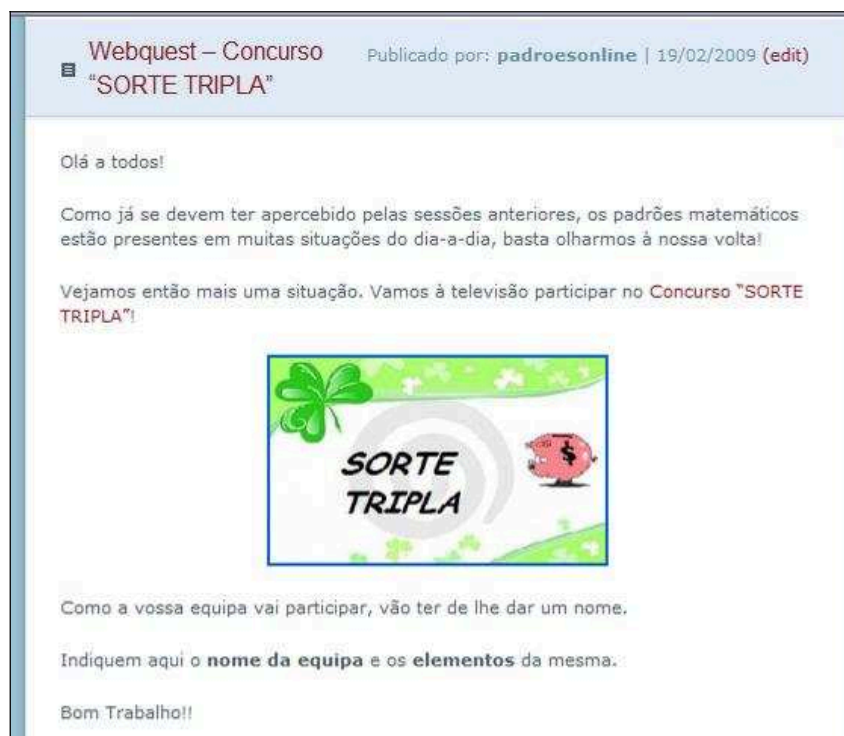 Webquest – Concurso
"SORTE TRIPLA"
Publicado por: padroesonline | 19/02/2009 (edit)
Olá a todos!
Como já se devem ter apercebido pelas sessões anteriores, os padrões matemáticos
estão presentes em muitas situações do dia-a-dia, basta olharmos à nossa volta!
Vejamos então mais uma situação. Vamos à televisão participar no Concurso "SORTE
TRIPLA"!
SORTE
TRIPLA
$
Como a vossa equipa vai participar, vão ter de lhe dar um nome.
Indiquem aqui o nome da equipa e os elementos da mesma.
Bom Trabalho!!